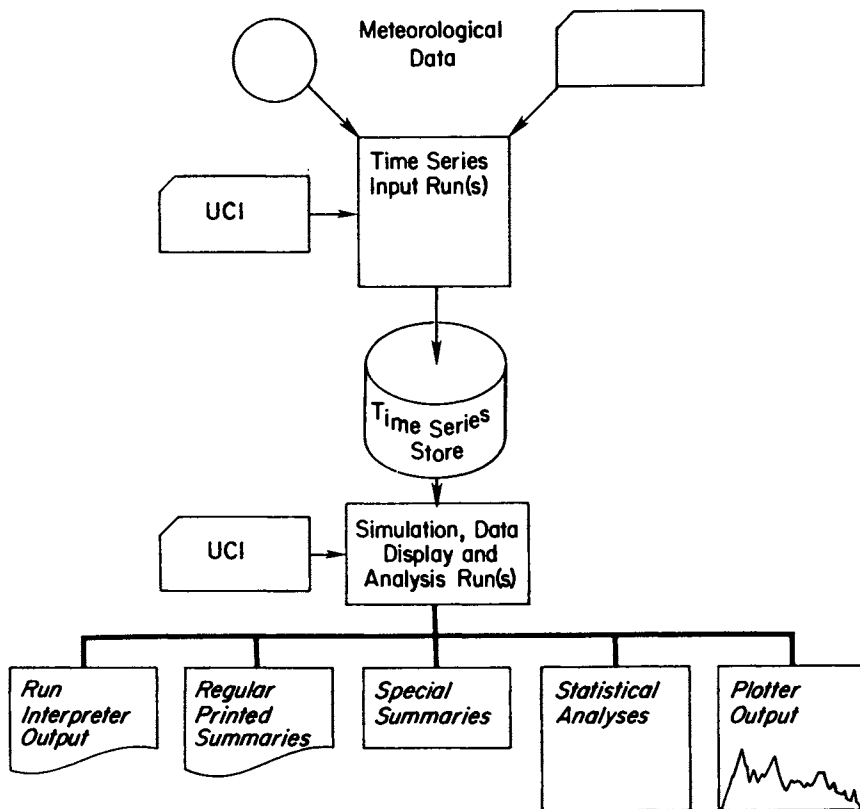 Meteorological
Data
Time Series
Input Run(s)
UCI
Time Series
Store
UCI
Simulation, Data
Display and
Analysis Run(s)
Run
Interpreter
Output
Regular
Printed
Summaries
Special
Summaries
Statistical
Analyses
Plotter
Output